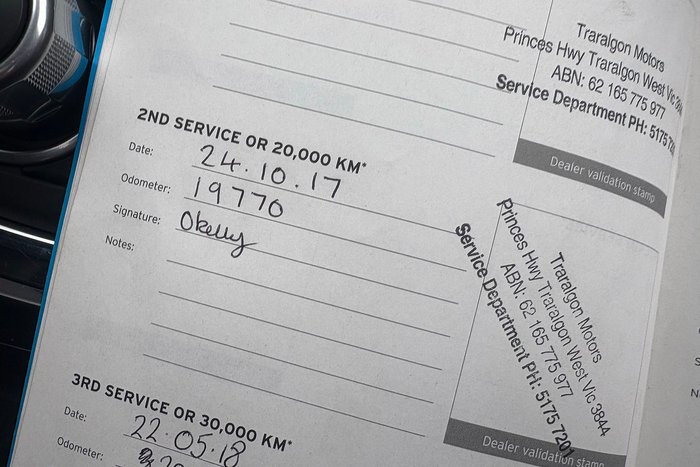 Traralgon Motors
Princes Hwy Traralgon West Vic 38
ABN: 62 165 775 977
Service Department PH: 5175 72
Dealer validation stamp
2ND SERVICE OR 20,000 KM*
Date: 24.10.17
Odometer: 19770
Signature: Okelly
Notes:
Traralgon Motors
Princes Hwy Traralgon West Vic 3844
ABN: 62 165 775 977
Service Department PH: 5175 7201
Dealer validation stamp
3RD SERVICE OR 30,000 KM*
Date: 22.05.18
Odometer: